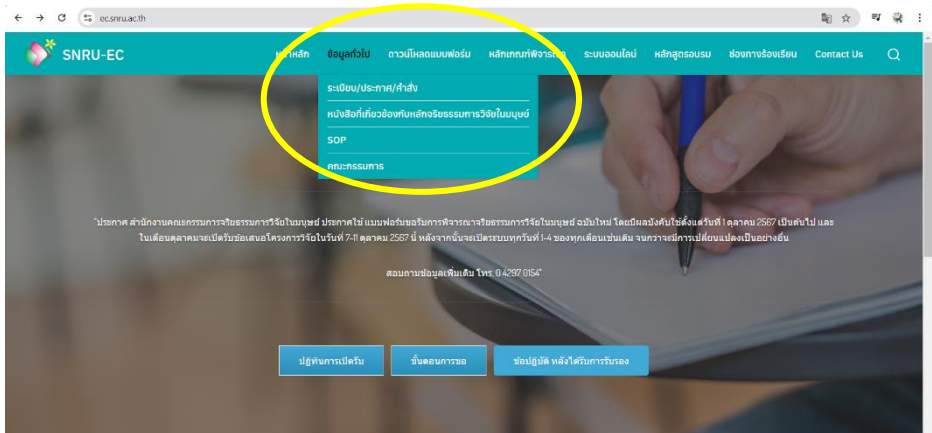 ec.snru.ac.th
SNRU-EC
หน้าหลัก ข้อมูลทั่วไป ดาวน์โหลดแบบฟอร์ม หลักเกณฑ์พิจารณา ระบบออนไลน์ หลักสูตรอบรม ช่องทางร้องเรียน Contact Us
ระเบียบ/ประกาศ/คำสั่ง
หนังสือที่เกี่ยวข้องกับหลักจริยธรรมการวิจัยในมนุษย์
SOP
คณะกรรมการ
"ประกาศ สำนักงานคณะกรรมการจริยธรรมการวิจัยในมนุษย์ ประกาศใช้ แบบฟอร์มขอรับการพิจารณาจริยธรรมการวิจัยในมนุษย์ ฉบับใหม่ โดยมีผลบังคับใช้ตั้งแต่วันที่ 1 ตุลาคม 2567 เป็นต้นไป และ
ในเดือนตุลาคมจะเปิดรับข้อเสนอโครงการวิจัยในวันที่ 7-11 ตุลาคม 2567 นี้ หลังจากนั้นจะเปิดระบบทุกวันที่ 1-4 ของทุกเดือนเช่นเดิม จนกว่าจะมีการเปลี่ยนแปลงเป็นอย่างอื่น
สอบถามข้อมูลเพิ่มเติม โทร. 0 4297 0154"
ปฏิทินการเปิดรับ ขั้นตอนการขอ ข้อปฏิบัติ หลังได้รับการรับรอง